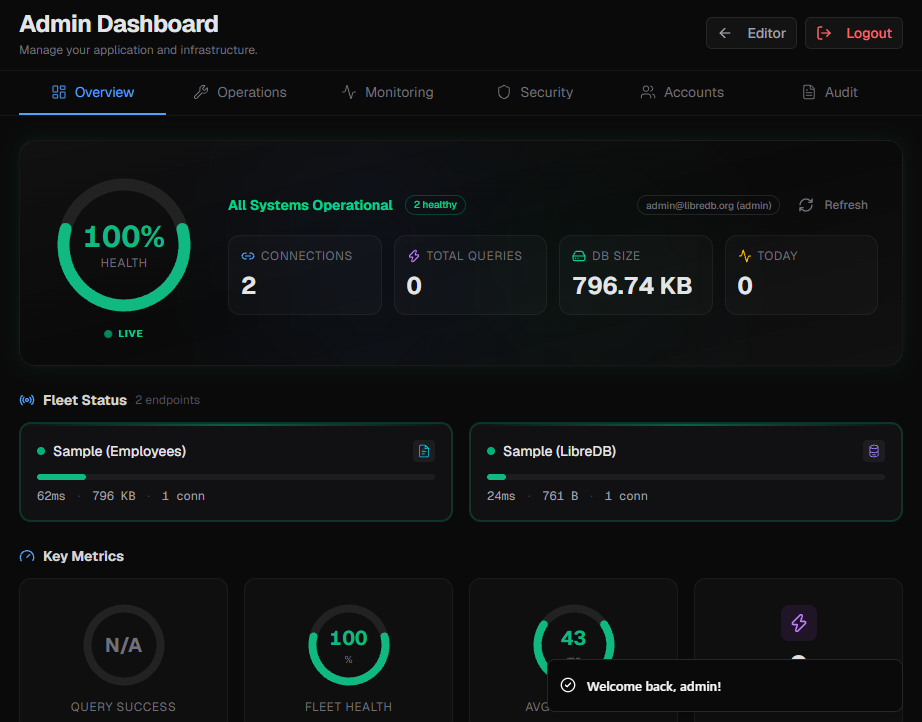 Admin Dashboard
Manage your application and infrastructure.
Editor
Logout
Overview
Operations
Monitoring
Security
Accounts
Audit
100%
HEALTH
LIVE
All Systems Operational
2 healthy
admin@libredb.org (admin)
Refresh
CONNECTIONS
2
TOTAL QUERIES
0
DB SIZE
796.74 KB
TODAY
0
Fleet Status 2 endpoints
Sample (Employees)
62ms · 796 KB · 1 conn
Sample (LibreDB)
24ms · 761 B · 1 conn
Key Metrics
N/A
QUERY SUCCESS
100
%
FLEET HEALTH
43
AVG
Welcome back, admin!